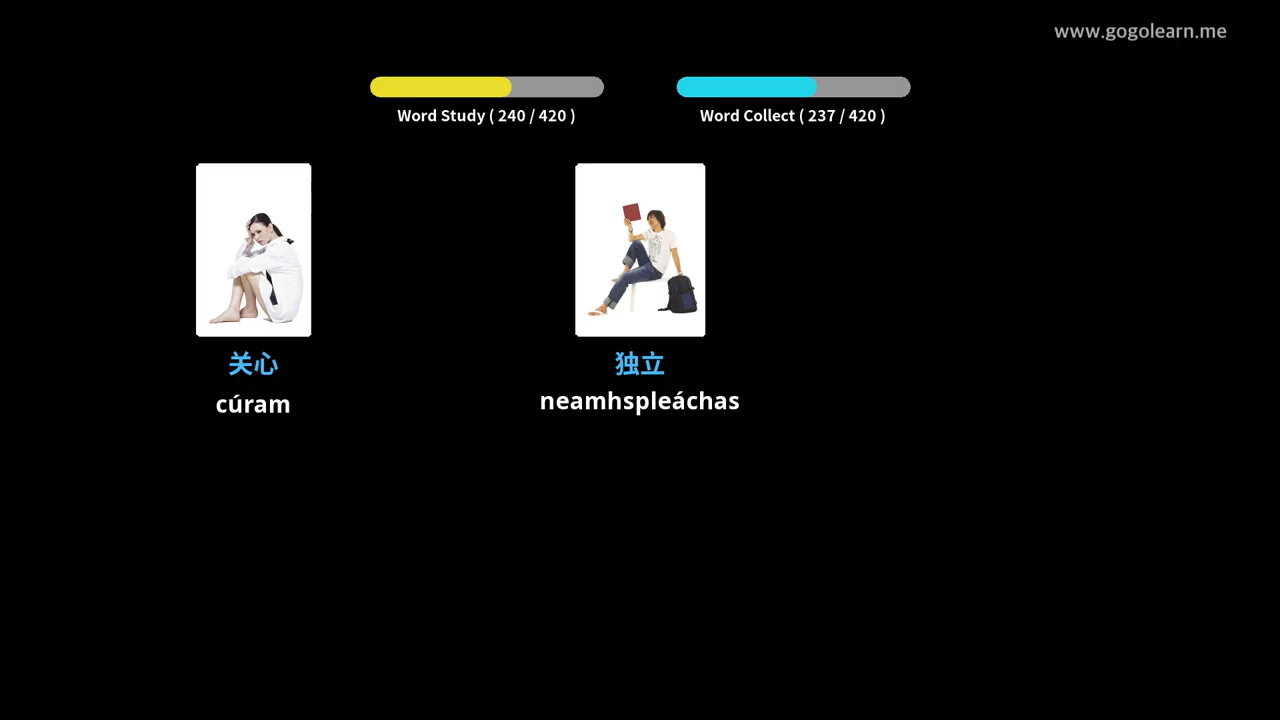 www.gogolearn.me
Word Study ( 240 / 420 )
Word Collect ( 237 / 420 )
关心
cúram
独立
neamhspleáchas